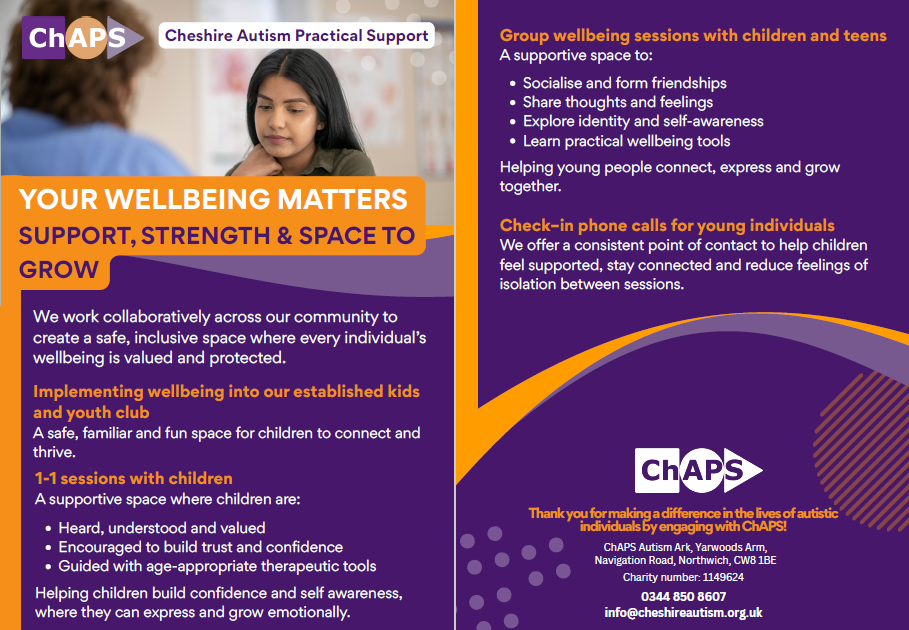 ChAPS
Cheshire Autism Practical Support
YOUR WELLBEING MATTERS
SUPPORT, STRENGTH & SPACE TO
GROW
We work collaboratively across our community to
create a safe, inclusive space where every individual's
wellbeing is valued and protected.
Implementing wellbeing into our established kids
and youth club
A safe, familiar and fun space for children to connect and
thrive.
1-1 sessions with children
A supportive space where children are:
• Heard, understood and valued
• Encouraged to build trust and confidence
• Guided with age-appropriate therapeutic tools
Helping children build confidence and self awareness,
where they can express and grow emotionally.
Group wellbeing sessions with children and teens
A supportive space to:
• Socialise and form friendships
• Share thoughts and feelings
• Explore identity and self-awareness
• Learn practical wellbeing tools
Helping young people connect, express and grow
together.
Check-in phone calls for young individuals
We offer a consistent point of contact to help children
feel supported, stay connected and reduce feelings of
isolation between sessions.
ChAPS
Thank you for making a difference in the lives of autistic
individuals by engaging with ChAPS!
ChAPS Autism Ark, Yarwoods Arm,
Navigation Road, Northwich, CW8 1BE
Charity number: 1149624
0344 850 8607
info@cheshireautism.org.uk